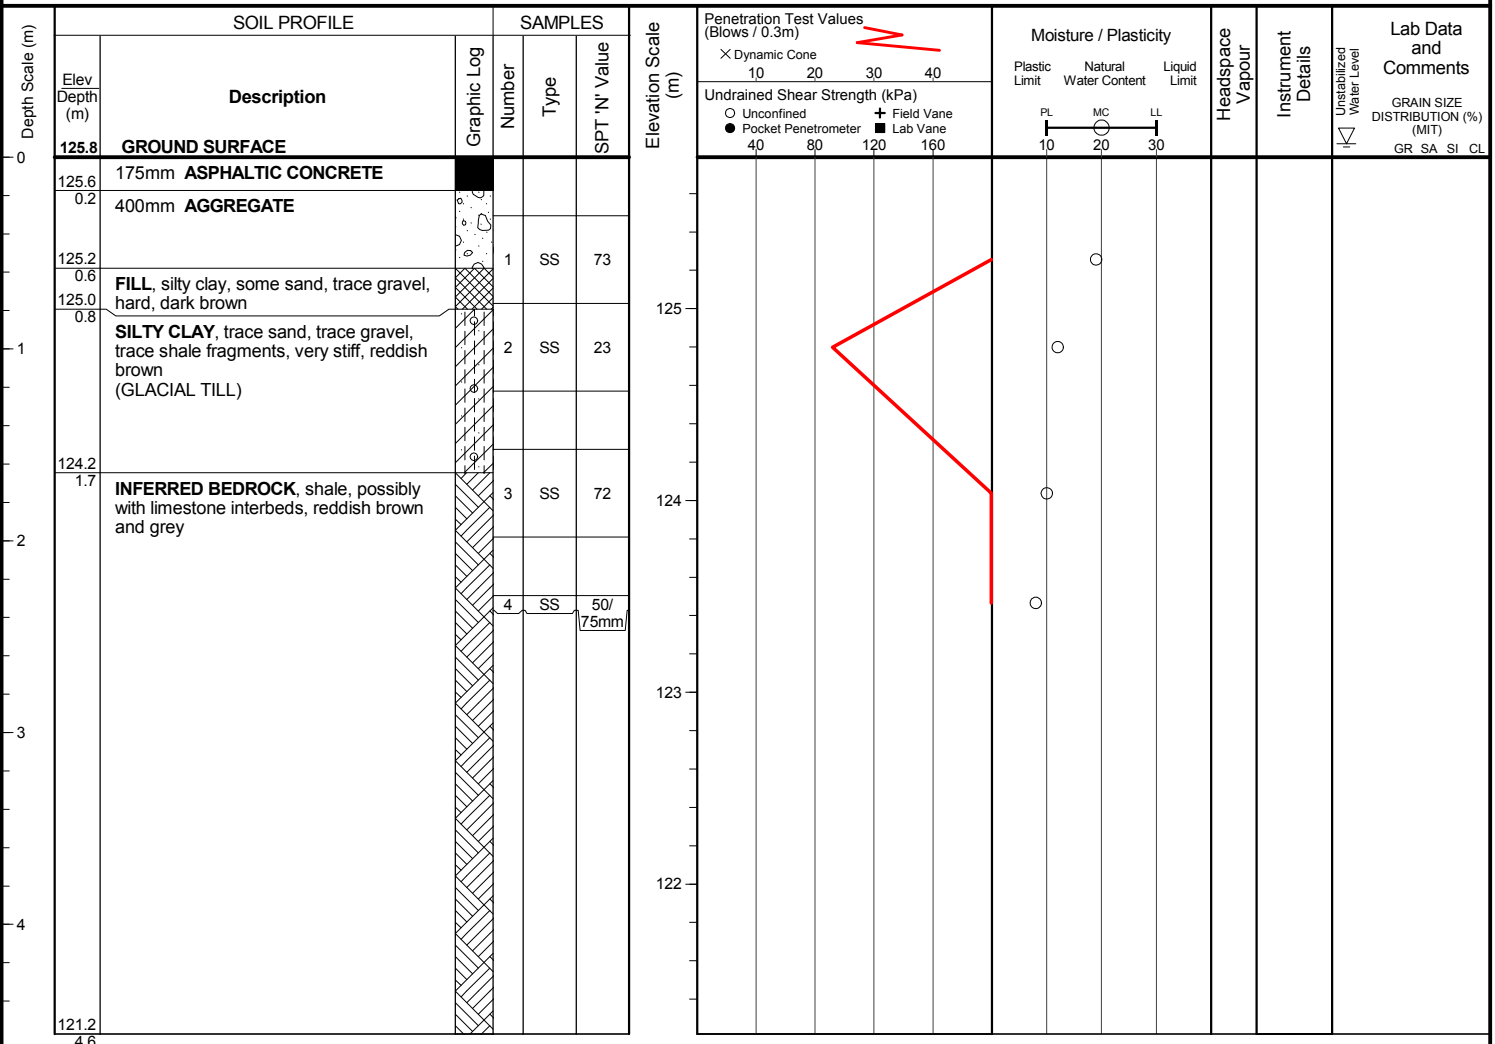 SOIL PROFILE
SAMPLES
Depth Scale (m)
Elev
Depth
(m)
Description
Graphic Log
Number
Type
SPT 'N' Value
Elevation Scale
(m)
Penetration Test Values
(Blows / 0.3m)
Dynamic Cone
10 20 30 40
Undrained Shear Strength (kPa)
Unconfined
Field Vane
Pocket Penetrometer
Lab Vane
40 80 120 160
Moisture / Plasticity
Plastic
Limit
Natural
Water Content
Liquid
Limit
PL MC LL
10 20 30
Headspace
Vapour
Instrument
Details
Unstabilized
Water Level
Lab Data
and
Comments
GRAIN SIZE
DISTRIBUTION (%)
(MIT)
GR SA SI CL
125.8 GROUND SURFACE
0
175mm ASPHALTIC CONCRETE
125.6
0.2
400mm AGGREGATE
125.2
0.6
1 SS 73
FILL, silty clay, some sand, trace gravel,
hard, dark brown
125.0
0.8
125
SILTY CLAY, trace sand, trace gravel,
trace shale fragments, very stiff, reddish
brown
(GLACIAL TILL)
1
2 SS 23
124.2
1.7
INFERRED BEDROCK, shale, possibly
with limestone interbeds, reddish brown
and grey
3 SS 72
124
2
4 SS 50/
75mm
123
3
122
4
121.2
4.6